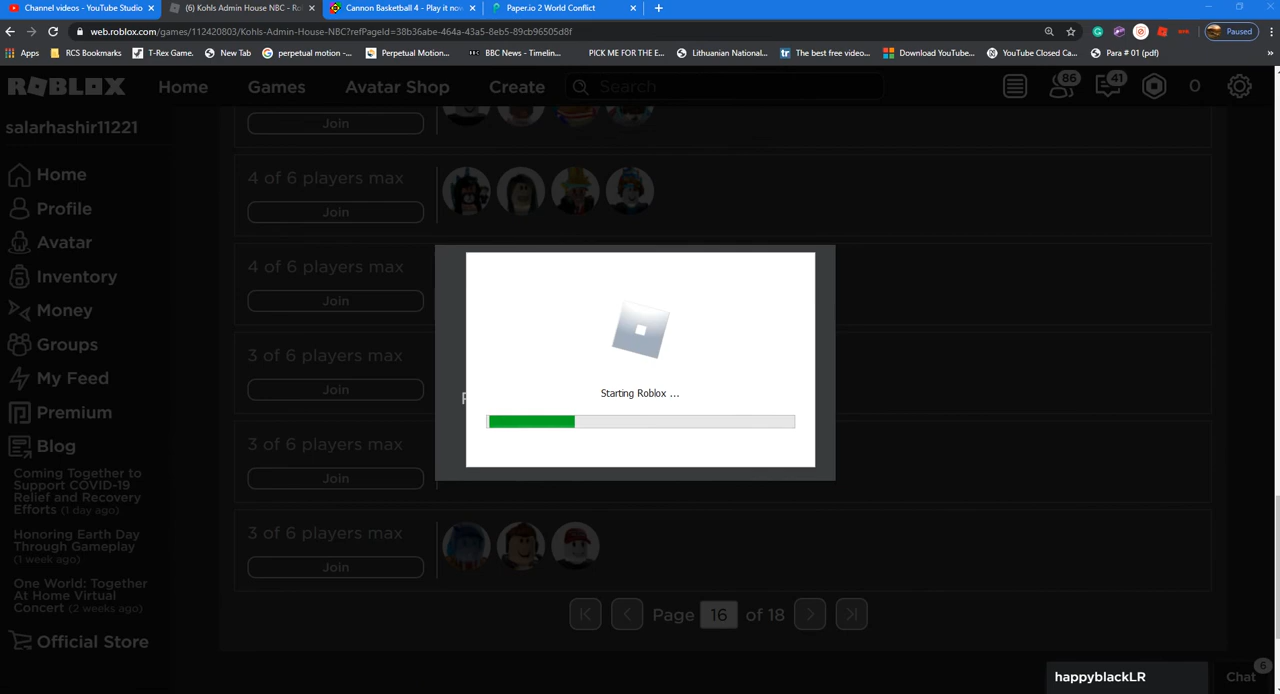 Channel videos - YouTube Studio
(6) Kohls Admin House NBC - Ro
Cannon Basketball 4 - Play it now
Paper.io 2 World Conflict
web.roblox.com/games/112420803/Kohls-Admin-House-NBC?refPageId=38b36abe-464a-43a5-8eb5-89cb96505d8f
Paused
Apps
RCS Bookmarks
T-Rex Game.
New Tab
perpetual motion -...
Perpetual Motion...
BBC News - Timelin...
PICK ME FOR THE E...
Lithuanian National...
The best free video...
Download YouTube...
YouTube Closed Ca...
Para # 01 (pdf)
ROBLOX
Home
Games
Avatar Shop
Create
Search
86
41
0
salarhashir11221
Home
Profile
Avatar
Inventory
Money
Groups
My Feed
Premium
Blog
Coming Together to
Support COVID-19
Relief and Recovery
Efforts (1 day ago)
Honoring Earth Day
Through Gameplay
(1 week ago)
One World: Together
At Home Virtual
Concert (2 weeks ago)
Official Store
Join
4 of 6 players max
Join
4 of 6 players max
Join
3 of 6 players max
Join
3 of 6 players max
Join
3 of 6 players max
Join
Starting Roblox ...
Page 16 of 18
happyblackLR
Chat
6